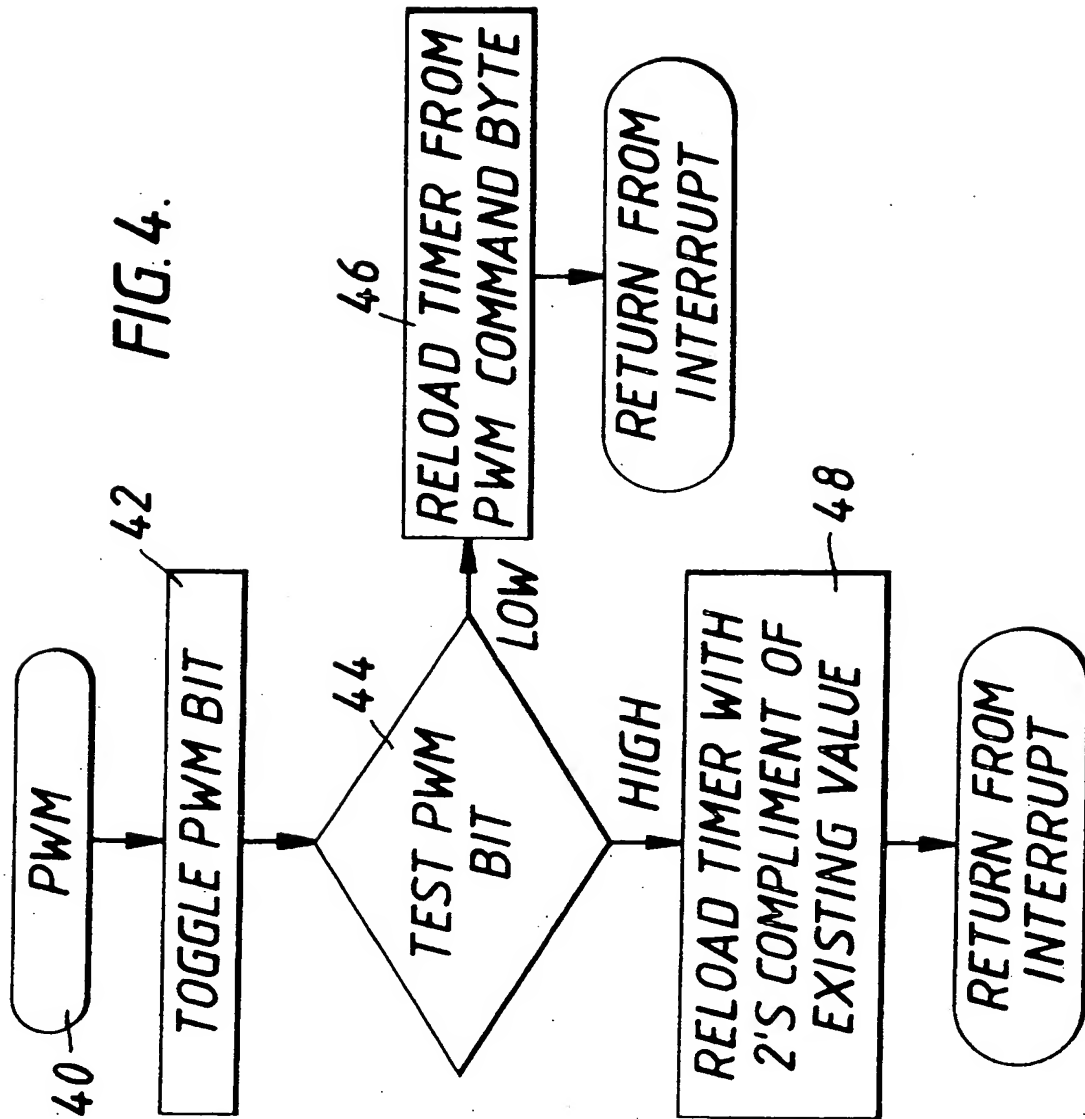 FIG. 4.
40
PWM
42
TOGGLE PWM BIT
44
TEST PWM
BIT
LOW
46
RELOAD TIMER FROM
PWM COMMAND BYTE
RETURN FROM
INTERRUPT
HIGH
48
RELOAD TIMER WITH
2'S COMPLIMENT OF
EXISTING VALUE
RETURN FROM
INTERRUPT